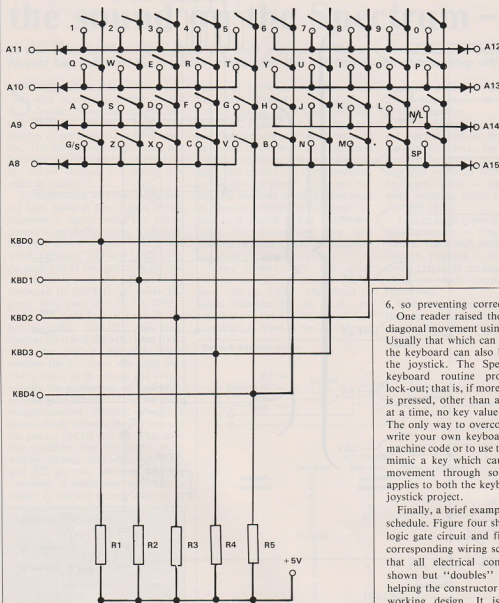 1 2 3 4 5 6 7 8 9 0
A11 A12
Q W E R T Y U I O P
A10 A13
A S D F G H J K L N/L
A9 A14
G/S Z X C V B N M . SP
A8 A15
KBD0
KBD1
KBD2
KBD3
KBD4
R1 R2 R3 R4 R5
+5V
6, so preventing correc
One reader raised the
diagonal movement using
Usually that which can
the keyboard can also
the joystick. The Spe
keyboard routine pro
lock-out; that is, if more
is pressed, other than a
at a time, no key value
The only way to overco
write your own keyboa
machine code or to use t
mimic a key which cau
movement through so
applies to both the keyb
joystick project.
Finally, a brief examp
schedule. Figure four sh
logic gate circuit and fi
corresponding wiring sc
that all electrical con
shown but "doubles"
helping the constructor
working design. It is